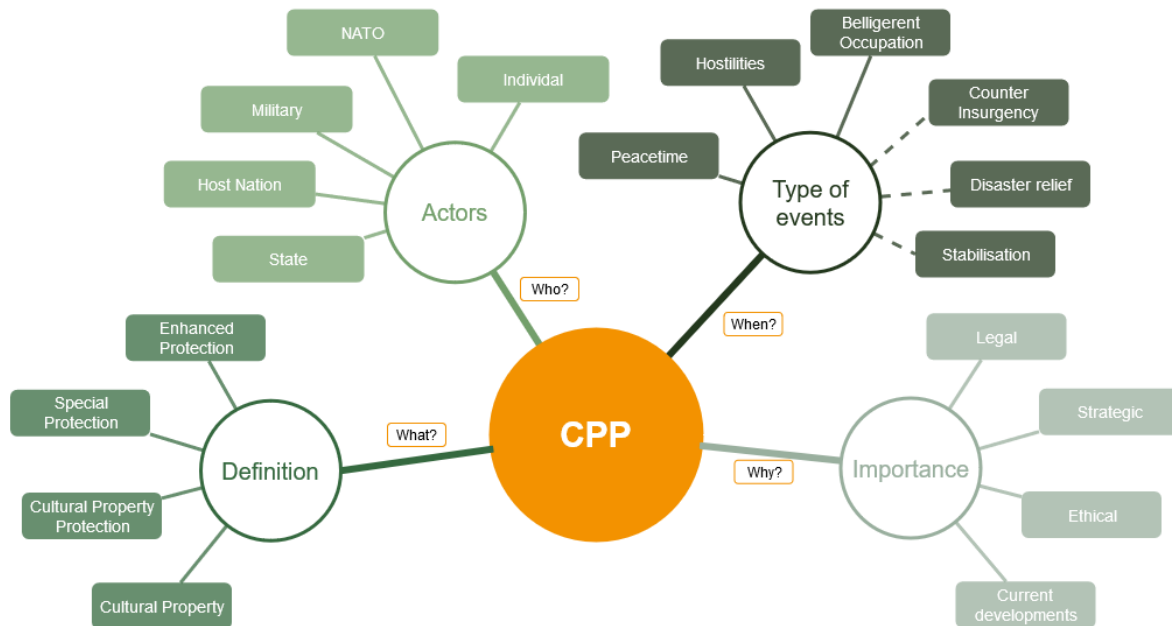 NATO
Individal
Military
Host Nation
State
Actors
Who?
Belligerent
Occupation
Hostilities
Counter
Insurgency
Peacetime
Disaster relief
Stabilisation
Type of
events
When?
Enhanced
Protection
Special
Protection
Cultural Property
Protection
Cultural Property
Definition
What?
CPP
Why?
Importance
Legal
Strategic
Ethical
Current
developments